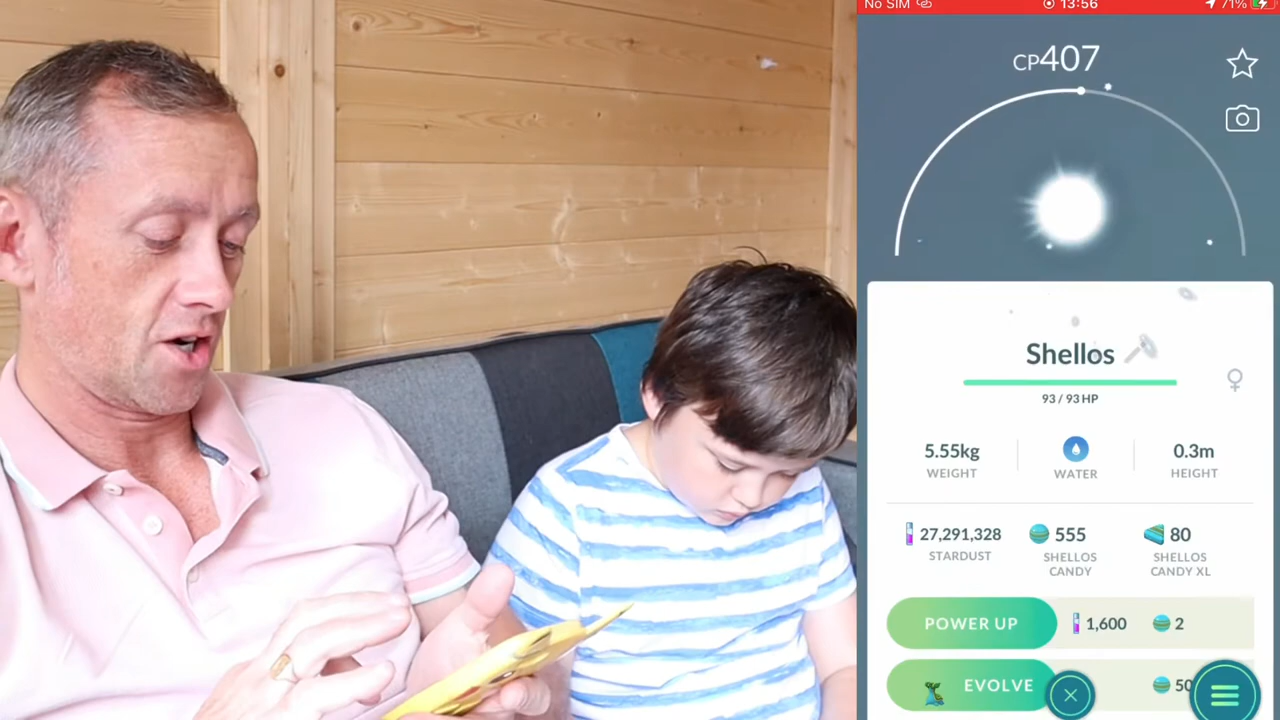 No SIM
13:56
71%
CP407
Shellos
93 / 93 HP
5.55kg
WEIGHT
WATER
0.3m
HEIGHT
27,291,328
STARDUST
555
SHELLOS
CANDY
80
SHELLOS
CANDY XL
POWER UP
1,600
2
EVOLVE
50